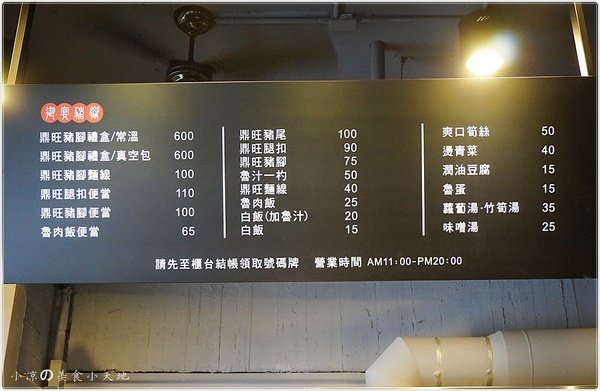 御寶豬腳
鼎旺豬腳禮盒/常溫 600
鼎旺豬腳禮盒/真空包 600
鼎旺豬腳麵線 100
鼎旺腿扣便當 110
鼎旺豬腳便當 100
魯肉飯便當 65
鼎旺豬尾 100
鼎旺腿扣 90
鼎旺豬腳 75
魯汁一杓 50
鼎旺麵線 40
魯肉飯 25
白飯(加魯汁) 20
白飯 15
爽口筍絲 50
燙青菜 40
潤油豆腐 15
魯蛋 15
蘿蔔湯·竹筍湯 35
味噌湯 25
請先至櫃台結帳領取號碼牌 營業時間 AM11:00-PM20:00
小涼の美食小天地